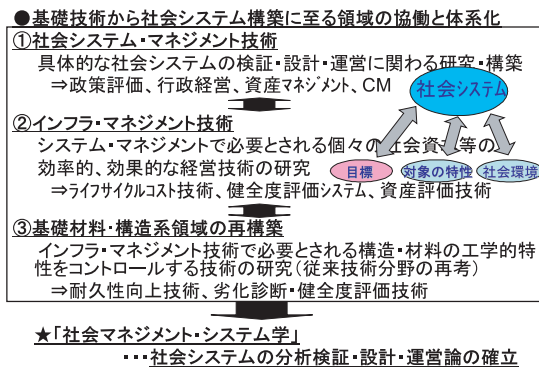 ●基礎技術から社会システム構築に至る領域の協働と体系化
①社会システム・マネジメント技術
具体的な社会システムの検証・設計・運営に関わる研究・構築
⇒政策評価、行政経営、資産マネジメント、CM
社会システム
②インフラ・マネジメント技術
システム・マネジメントで必要とされる個々の社会資 等の
効率的、効果的な経営技術の研究
目標
対象の特性
社会環境
⇒ライフサイクルコスト技術、健全度評価システム、資産評価技術
③基礎材料・構造系領域の再構築
インフラ・マネジメント技術で必要とされる構造・材料の工学的特
性をコントロールする技術の研究(従来技術分野の再考)
⇒耐久性向上技術、劣化診断・健全度評価技術
★「社会マネジメント・システム学」
・・・社会システムの分析検証・設計・運営論の確立